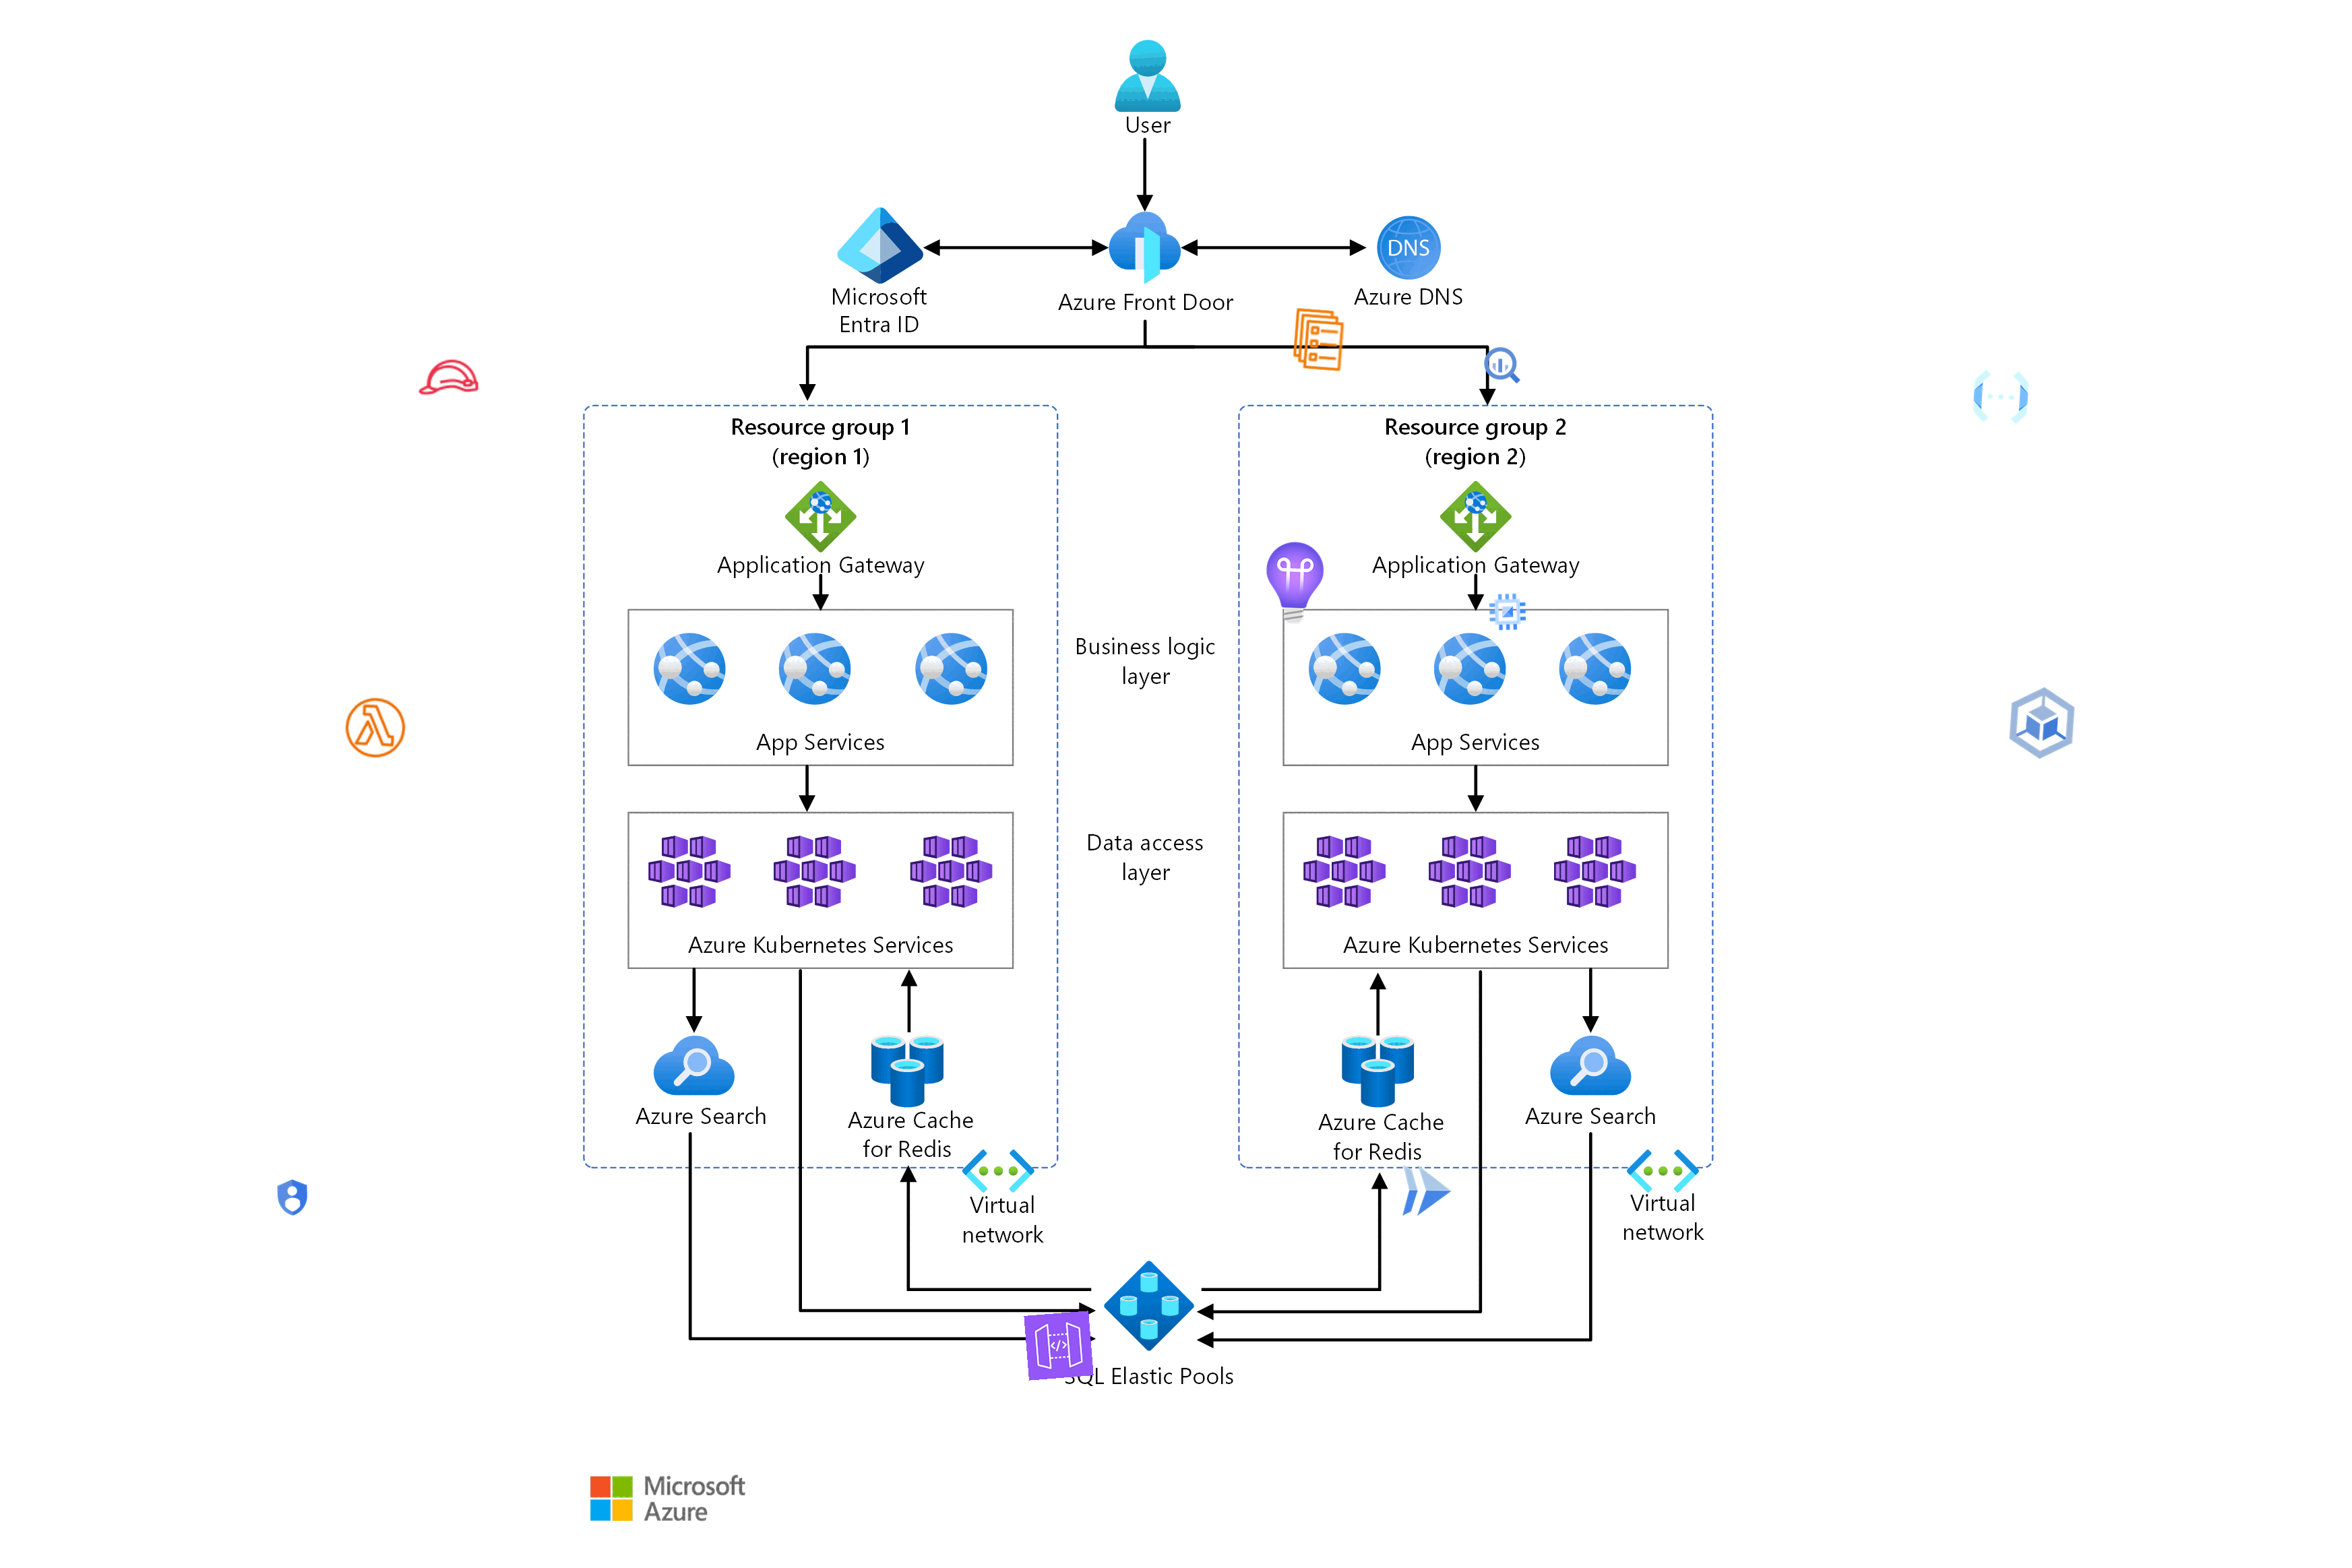 User
Microsoft
Entra ID
Azure Front Door
DNS
Azure DNS
Resource group 1
(region 1)
Resource group 2
(region 2)
Application Gateway
Application Gateway
App Services
Business logic
layer
App Services
Azure Kubernetes Services
Data access
layer
Azure Kubernetes Services
Azure Search
Azure Cache
for Redis
Azure Cache
for Redis
Azure Search
Virtual
network
Virtual
network
</>
SQL Elastic Pools
Microsoft
Azure